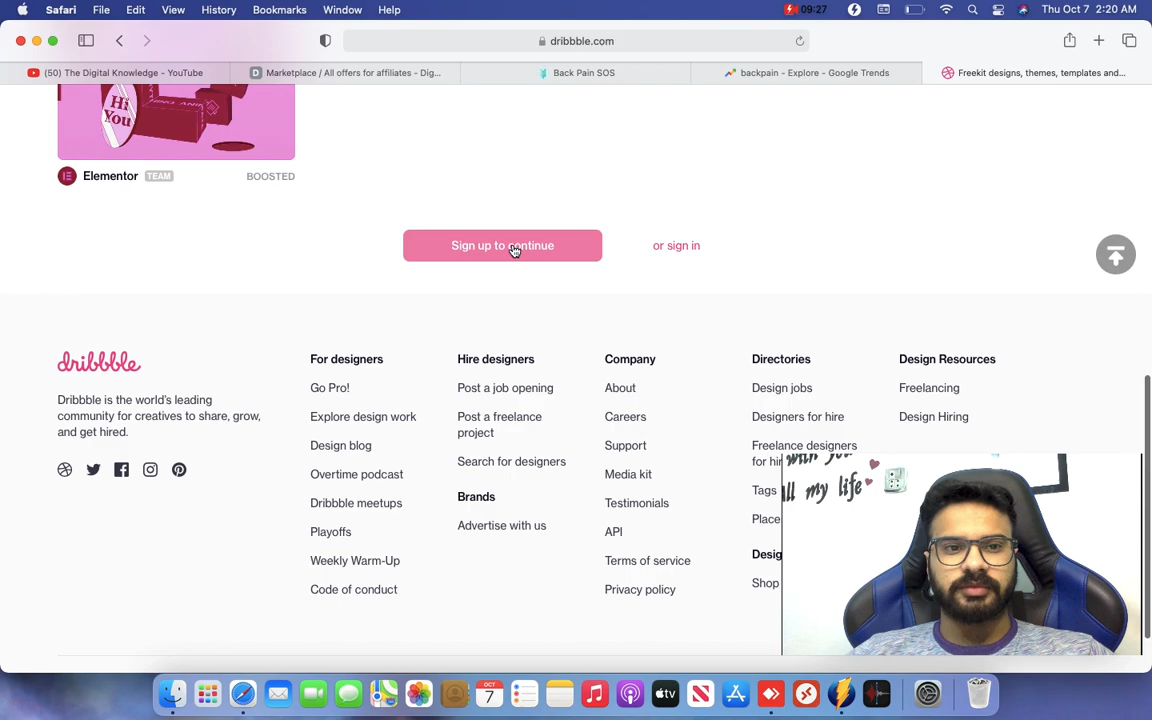 Safari File Edit View History Bookmarks Window Help 09:27 Thu Oct 7 2:20 AM
dribbble.com
(50) The Digital Knowledge - YouTube
Marketplace / All offers for affiliates - Dig...
Back Pain SOS
backpain - Explore - Google Trends
Freekit designs, themes, templates and...
Hi
You
Elementor TEAM BOOSTED
Sign up to continue or sign in
dribbble
Dribbble is the world's leading
community for creatives to share, grow,
and get hired.
For designers
Go Pro!
Explore design work
Design blog
Overtime podcast
Dribbble meetups
Playoffs
Weekly Warm-Up
Code of conduct
Hire designers
Post a job opening
Post a freelance
project
Search for designers
Brands
Advertise with us
Company
About
Careers
Support
Media kit
Testimonials
API
Terms of service
Privacy policy
Directories
Design jobs
Designers for hire
Freelance designers
for hir
Tags
Place
Desig
Shop
Design Resources
Freelancing
Design Hiring
with you
all my life
OCT
7
tv